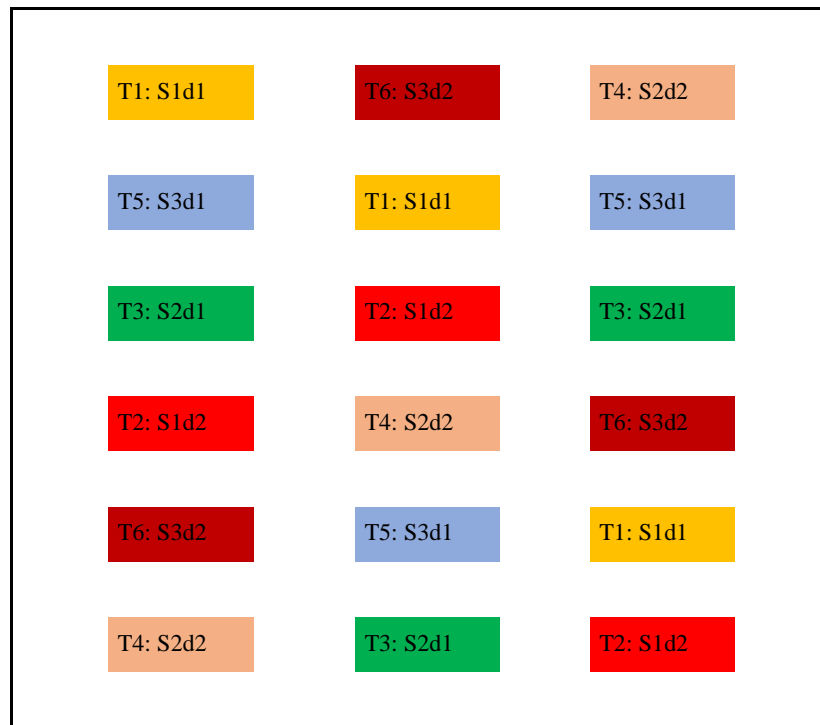 T1: S1d1
T6: S3d2
T4: S2d2
T5: S3d1
T1: S1d1
T5: S3d1
T3: S2d1
T2: S1d2
T3: S2d1
T2: S1d2
T4: S2d2
T6: S3d2
T6: S3d2
T5: S3d1
T1: S1d1
T4: S2d2
T3: S2d1
T2: S1d2